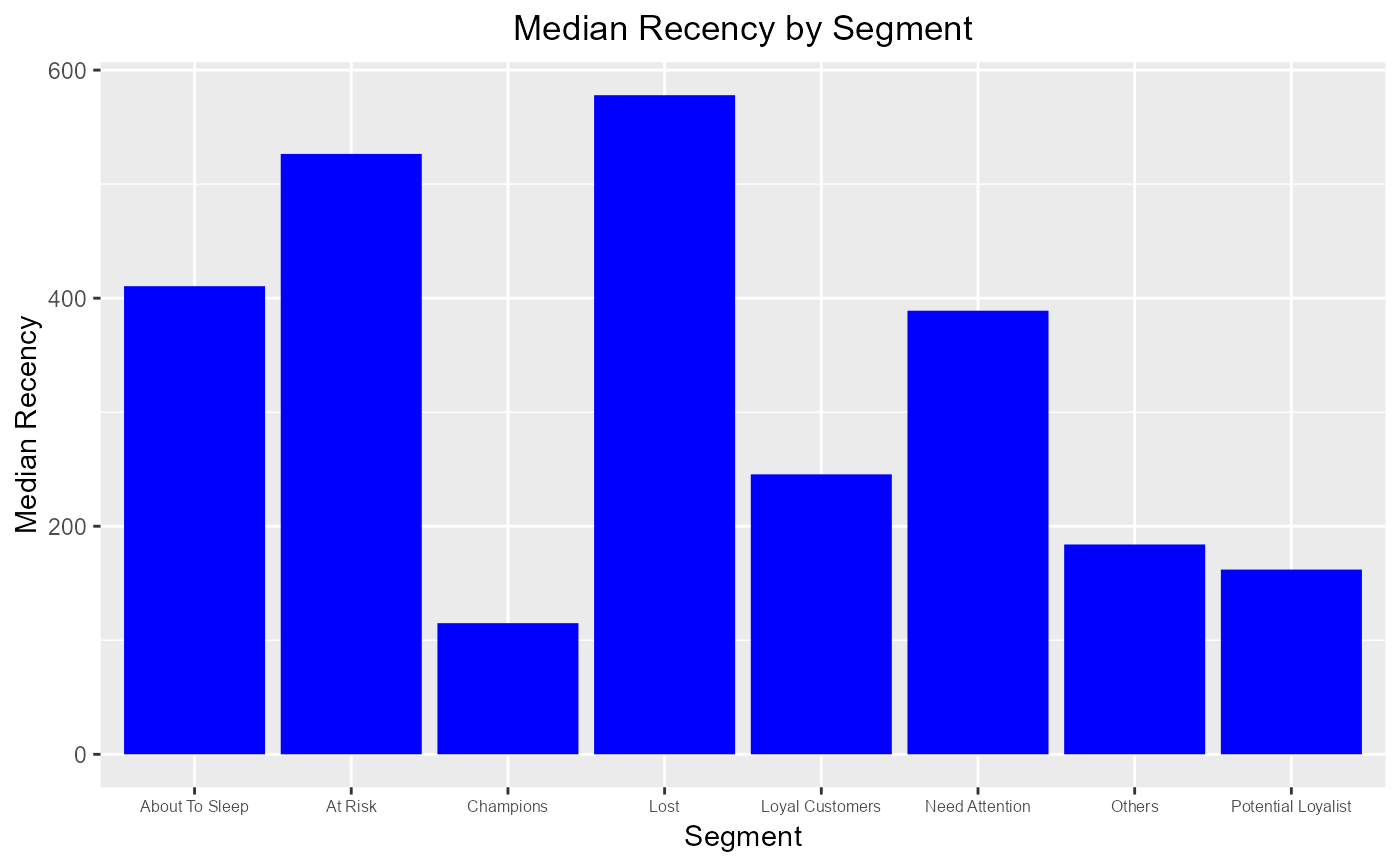 Median Recency by Segment
600
400
200
0
Median Recency
About To Sleep
At Risk
Champions
Lost
Loyal Customers
Need Attention
Others
Potential Loyalist
Segment